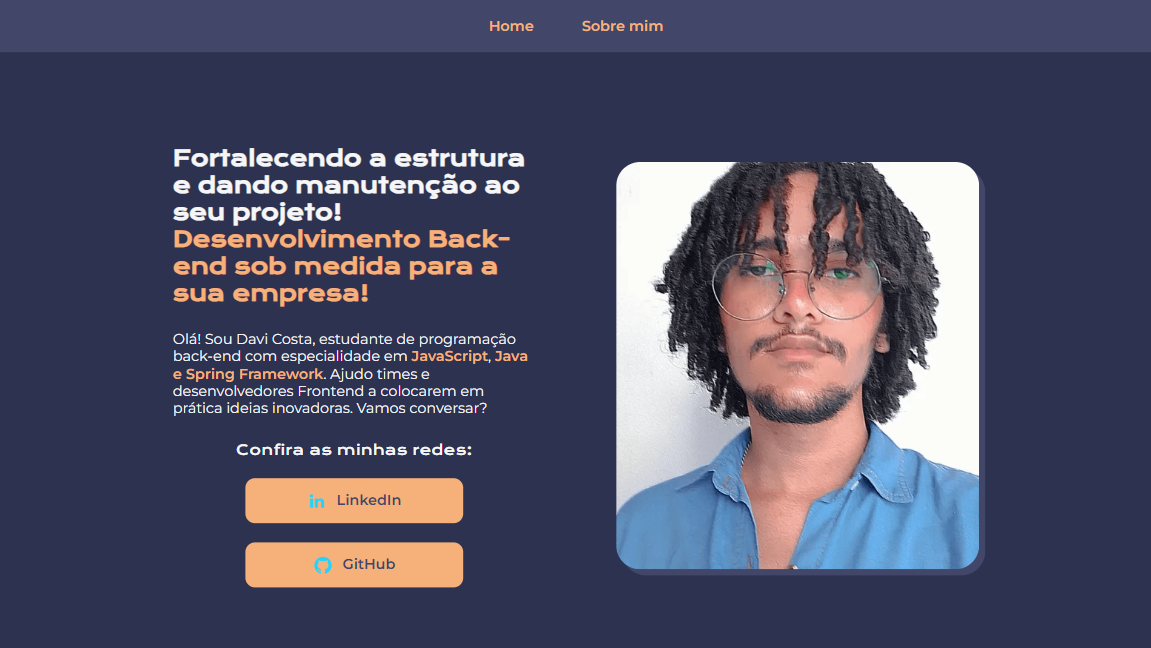 Home
Sobre mim
Fortalecendo a estrutura
e dando manutenção ao
seu projeto!
Desenvolvimento Back-
end sob medida para a
sua empresa!
Olá! Sou Davi Costa, estudante de programação
back-end com especialidade em JavaScript, Java
e Spring Framework. Ajudo times e
desenvolvedores Frontend a colocarem em
prática ideias inovadoras. Vamos conversar?
Confira as minhas redes:
in LinkedIn
GitHub